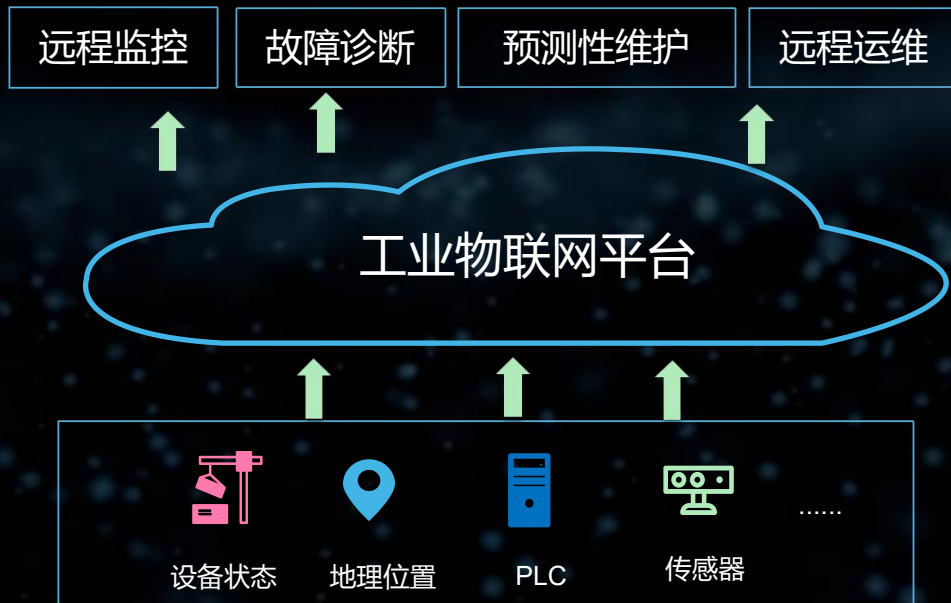 远程监控
故障诊断
预测性维护
远程运维
工业物联网平台
设备状态
地理位置
PLC
传感器
......